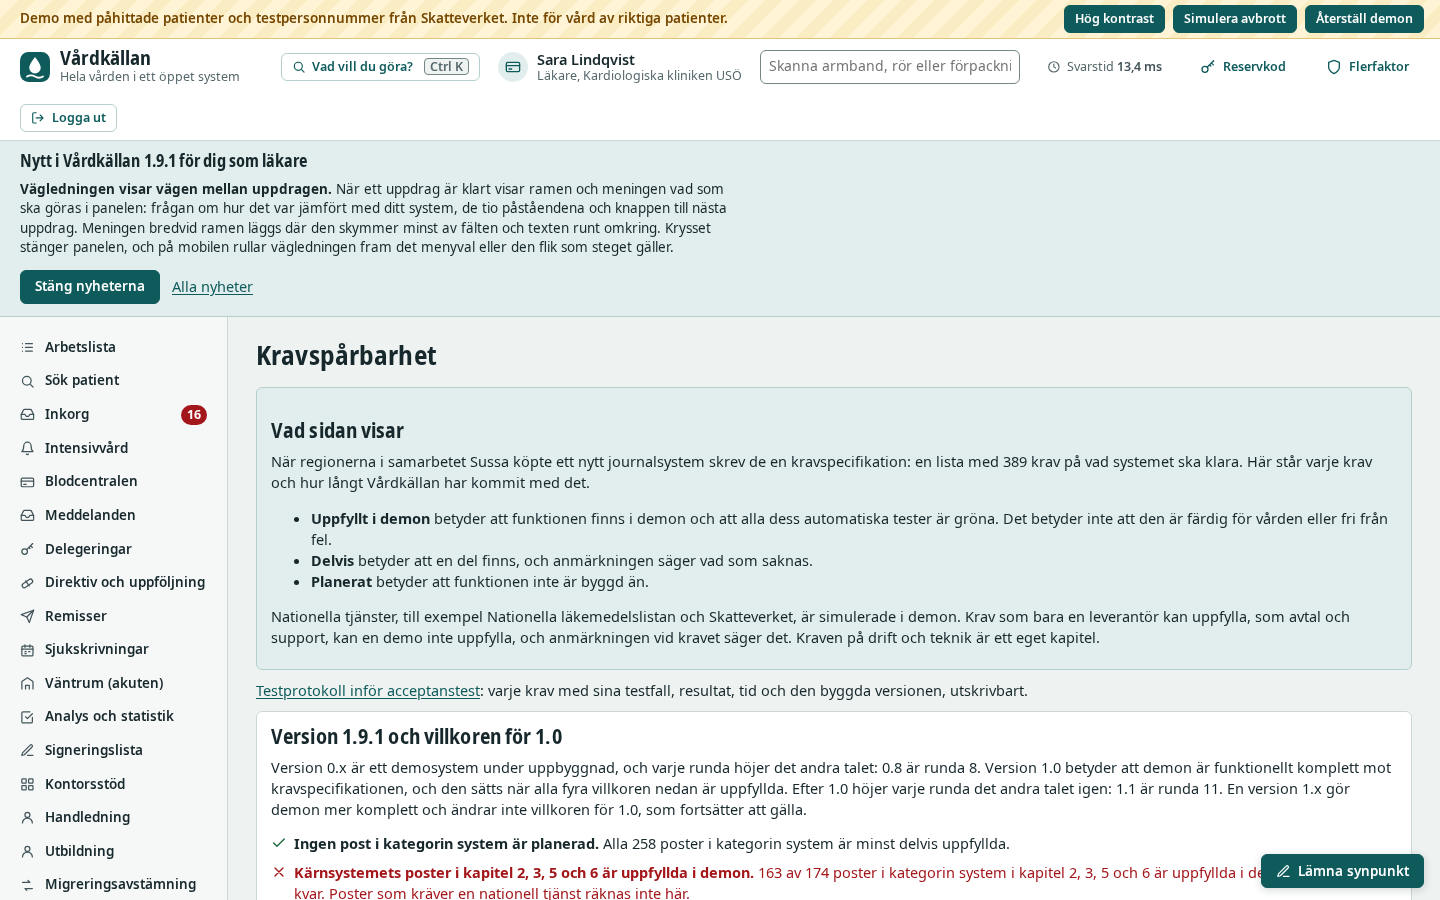 Demo med påhittade patienter och testpersonnummer från Skatteverket. Inte för vård av riktiga patienter.
Hög kontrast
Simulera avbrott
Återställ demon
Vårdkällan
Hela vården i ett öppet system
Vad vill du göra? Ctrl K
Sara Lindqvist
Läkare, Kardiologiska kliniken USÖ
Skanna armband, rör eller förpackni
Svarstid 13,4 ms
Reservkod
Flerfaktor
Logga ut
Nytt i Vårdkällan 1.9.1 för dig som läkare
Vägledningen visar vägen mellan uppdragen. När ett uppdrag är klart visar ramen och meningen vad som
ska göras i panelen: frågan om hur det var jämfört med ditt system, de tio påståendena och knappen till nästa
uppdrag. Meningen bredvid ramen läggs där den skymmer minst av fälten och texten runt omkring. Krysset
stänger panelen, och på mobilen rullar vägledningen fram det menyval eller den flik som steget gäller.
Stäng nyheterna
Alla nyheter
Arbetslista
Sök patient
Inkorg 16
Intensivvård
Blodcentralen
Meddelanden
Delegeringar
Direktiv och uppföljning
Remisser
Sjukskrivningar
Väntrum (akuten)
Analys och statistik
Signeringslista
Kontorsstöd
Handledning
Utbildning
Migreringsavstämning
Kravspårbarhet
Vad sidan visar
När regionerna i samarbetet Sussa köpte ett nytt journalsystem skrev de en kravspecifikation: en lista med 389 krav på vad systemet ska klara. Här står varje krav
och hur långt Vårdkällan har kommit med det.
Uppfyllt i demon betyder att funktionen finns i demon och att alla dess automatiska tester är gröna. Det betyder inte att den är färdig för vården eller fri från
fel.
Delvis betyder att en del finns, och anmärkningen säger vad som saknas.
Planerat betyder att funktionen inte är byggd än.
Nationella tjänster, till exempel Nationella läkemedelslistan och Skatteverket, är simulerade i demon. Krav som bara en leverantör kan uppfylla, som avtal och
support, kan en demo inte uppfylla, och anmärkningen vid kravet säger det. Kraven på drift och teknik är ett eget kapitel.
Testprotokoll inför acceptanstest: varje krav med sina testfall, resultat, tid och den byggda versionen, utskrivbart.
Version 1.9.1 och villkoren för 1.0
Version 0.x är ett demosystem under uppbyggnad, och varje runda höjer det andra talet: 0.8 är runda 8. Version 1.0 betyder att demon är funktionellt komplett mot
kravspecifikationen, och den sätts när alla fyra villkoren nedan är uppfyllda. Efter 1.0 höjer varje runda det andra talet igen: 1.1 är runda 11. En version 1.x gör
demon mer komplett och ändrar inte villkoren för 1.0, som fortsätter att gälla.
Ingen post i kategorin system är planerad. Alla 258 poster i kategorin system är minst delvis uppfyllda.
Kärnsystemets poster i kapitel 2, 3, 5 och 6 är uppfyllda i demon. 163 av 174 poster i kategorin system i kapitel 2, 3, 5 och 6 är uppfyllda i de
kvar. Poster som kräver en nationell tjänst räknas inte här.
Lämna synpunkt